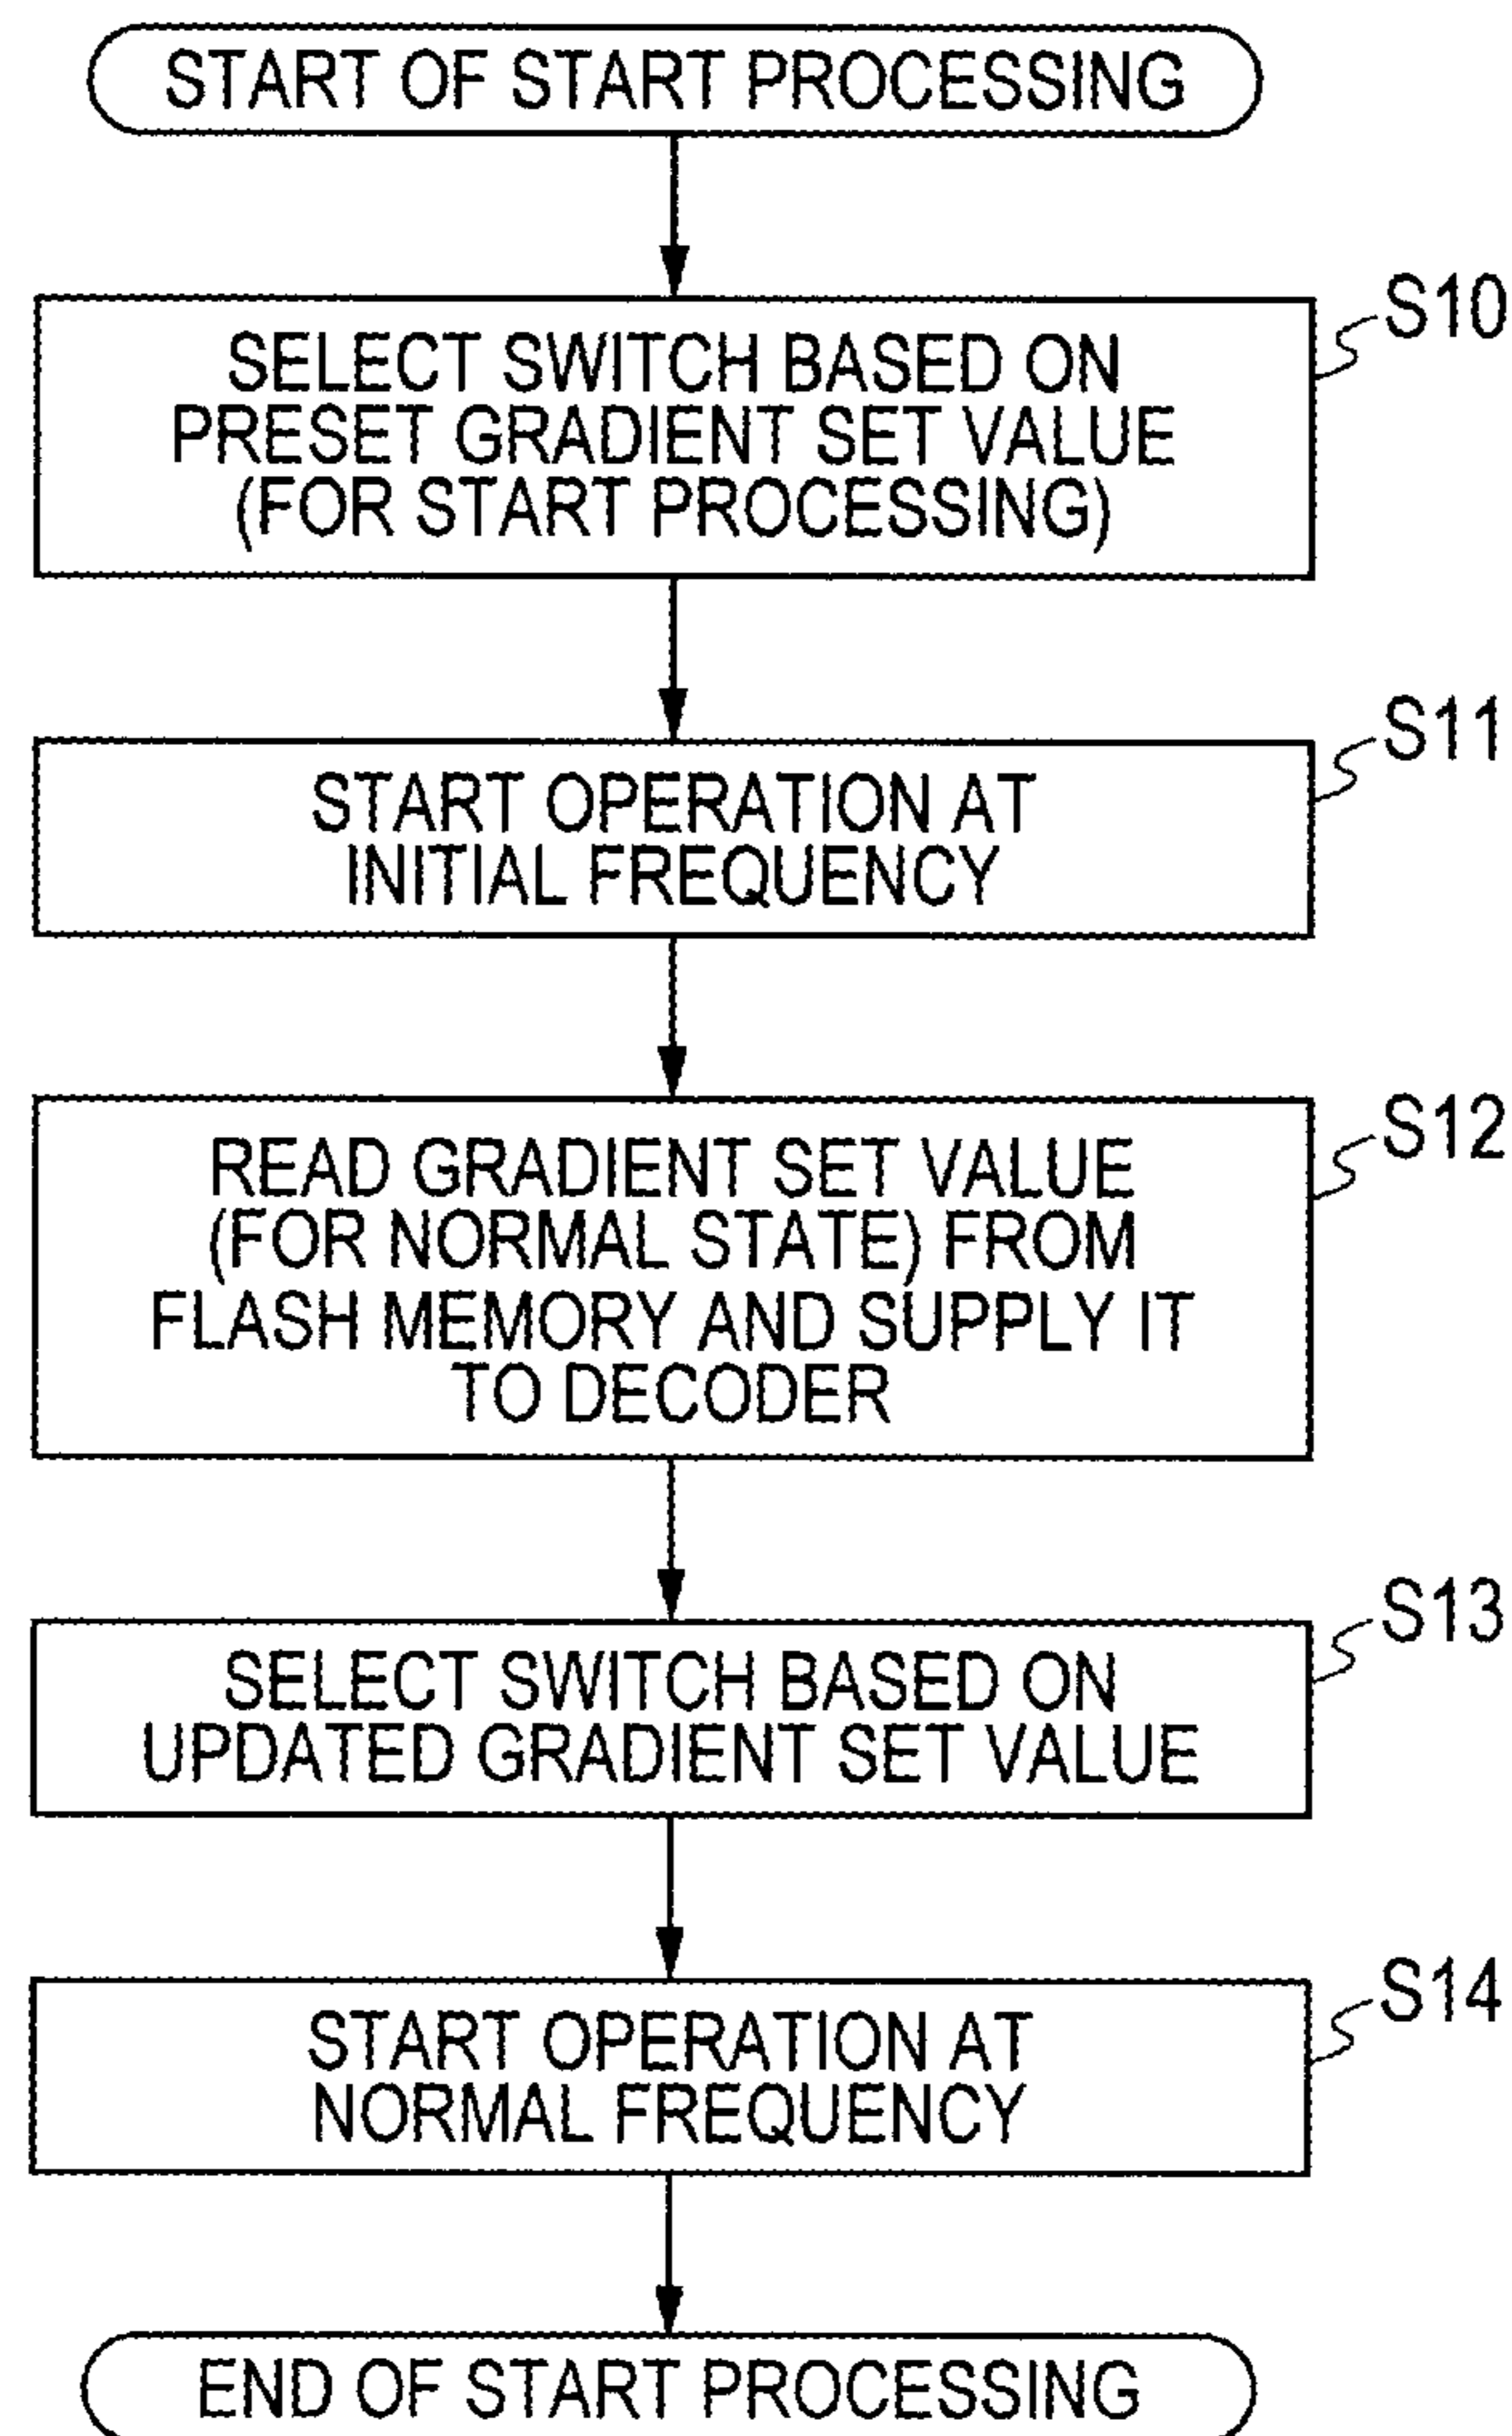 START OF START PROCESSING
S10
SELECT SWITCH BASED ON
PRESET GRADIENT SET VALUE
(FOR START PROCESSING)
S11
START OPERATION AT
INITIAL FREQUENCY
S12
READ GRADIENT SET VALUE
(FOR NORMAL STATE) FROM
FLASH MEMORY AND SUPPLY IT
TO DECODER
S13
SELECT SWITCH BASED ON
UPDATED GRADIENT SET VALUE
S14
START OPERATION AT
NORMAL FREQUENCY
END OF START PROCESSING